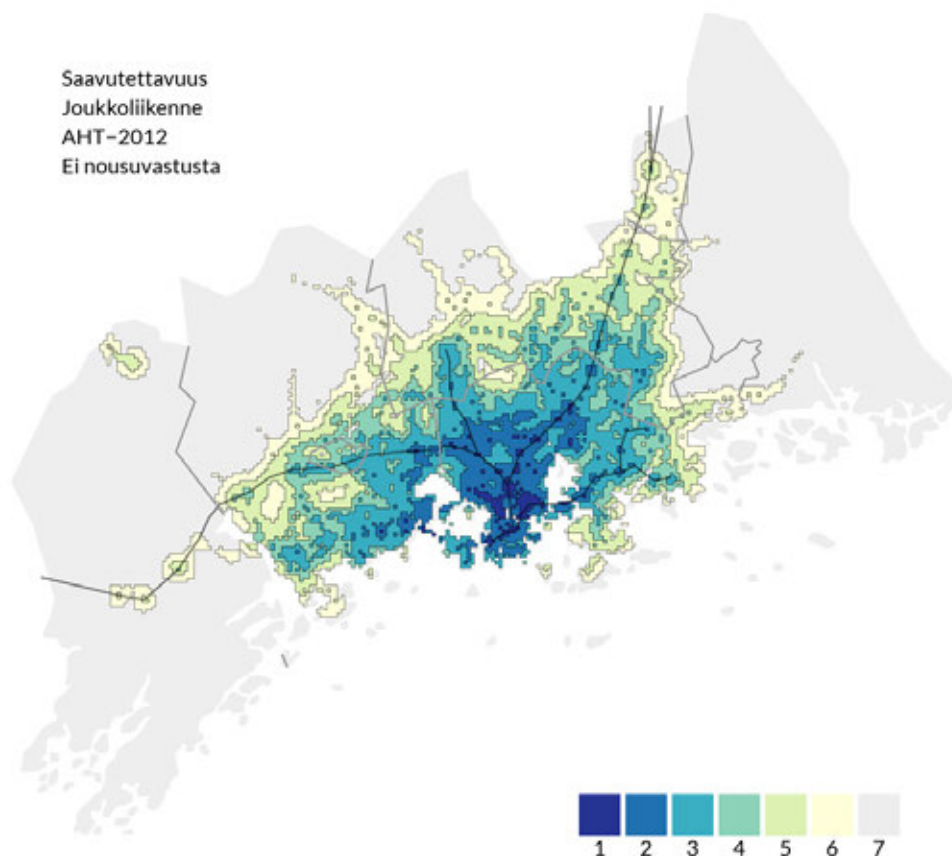 Saavutettavuus
Joukkoliikenne
AHT–2012
Ei nousuvastusta
1 2 3 4 5 6 7